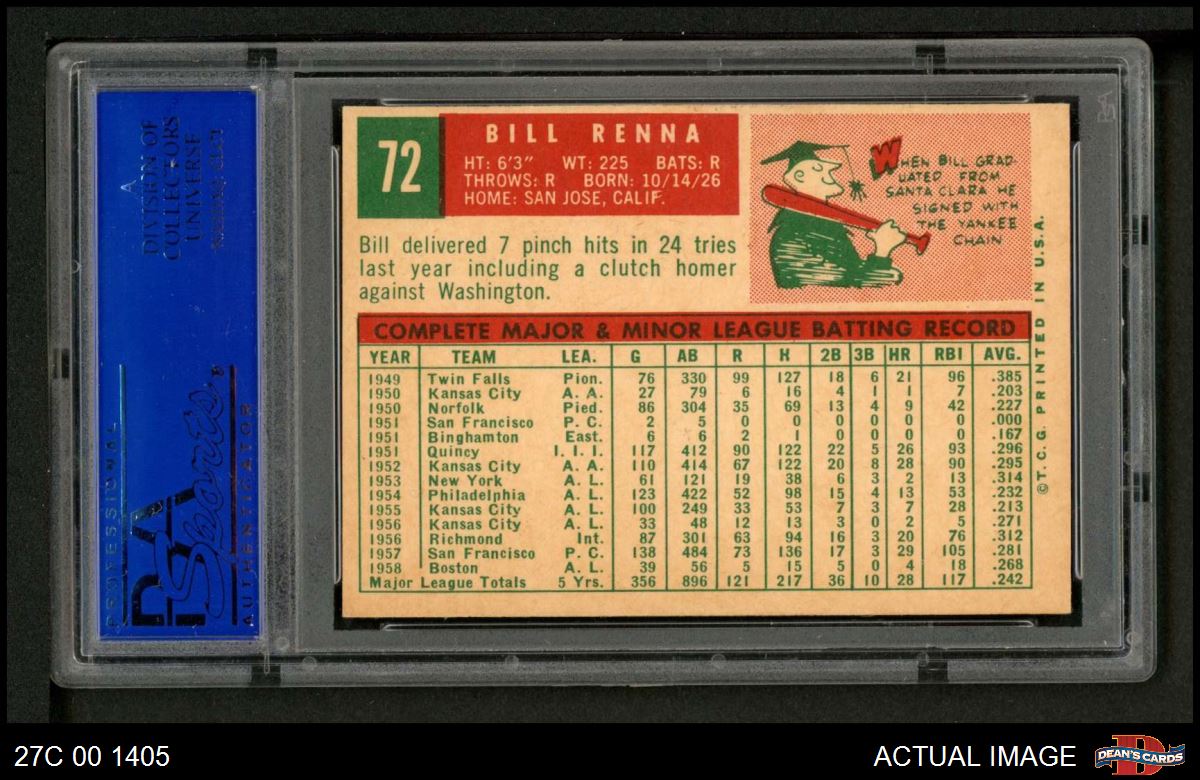 72
BILL RENNA
HT: 6'3" WT: 225 BATS: R
THROWS: R BORN: 10/14/26
HOME: SAN JOSE, CALIF.
Bill delivered 7 pinch hits in 24 tries
last year including a clutch homer
against Washington.
WHEN BILL GRAD-
UATED FROM
SANTA CLARA HE
SIGNED WITH
THE YANKEE
CHAIN
COMPLETE MAJOR & MINOR LEAGUE BATTING RECORD
YEAR TEAM LEA. G AB R H 2B 3B HR RBI AVG.
1949 Twin Falls Pion. 76 330 99 127 18 6 21 96 .385
1950 Kansas City A. A. 27 79 6 16 4 1 1 7 .203
1950 Norfolk Pied. 86 304 35 69 13 4 9 42 .227
1951 San Francisco P. C. 2 5 0 0 0 0 0 0 .000
1951 Binghamton East. 6 6 2 1 0 0 0 0 .167
1951 Quincy I. I. I. 117 412 90 122 22 5 26 93 .296
1952 Kansas City A. A. 110 414 67 122 20 8 28 90 .295
1953 New York A. L. 61 121 19 38 6 3 2 13 .314
1954 Philadelphia A. L. 123 422 52 98 15 4 13 53 .232
1955 Kansas City A. L. 100 249 33 53 7 3 7 28 .213
1956 Kansas City A. L. 33 48 12 13 3 0 2 5 .271
1956 Richmond Int. 87 301 63 94 16 3 20 76 .312
1957 San Francisco P. C. 138 484 73 136 17 3 29 105 .281
1958 Boston A. L. 39 56 5 15 5 0 4 18 .268
Major League Totals 5 Yrs. 356 896 121 217 36 10 28 117 .242
©T. C. G. PRINTED IN U.S.A.
A
DIVISION OF
COLLECTORS
UNIVERSE
PROFESSIONAL
PSA
Sports
AUTHENTICATOR
27C 00 1405
ACTUAL IMAGE
D
DEAN'S CARDS